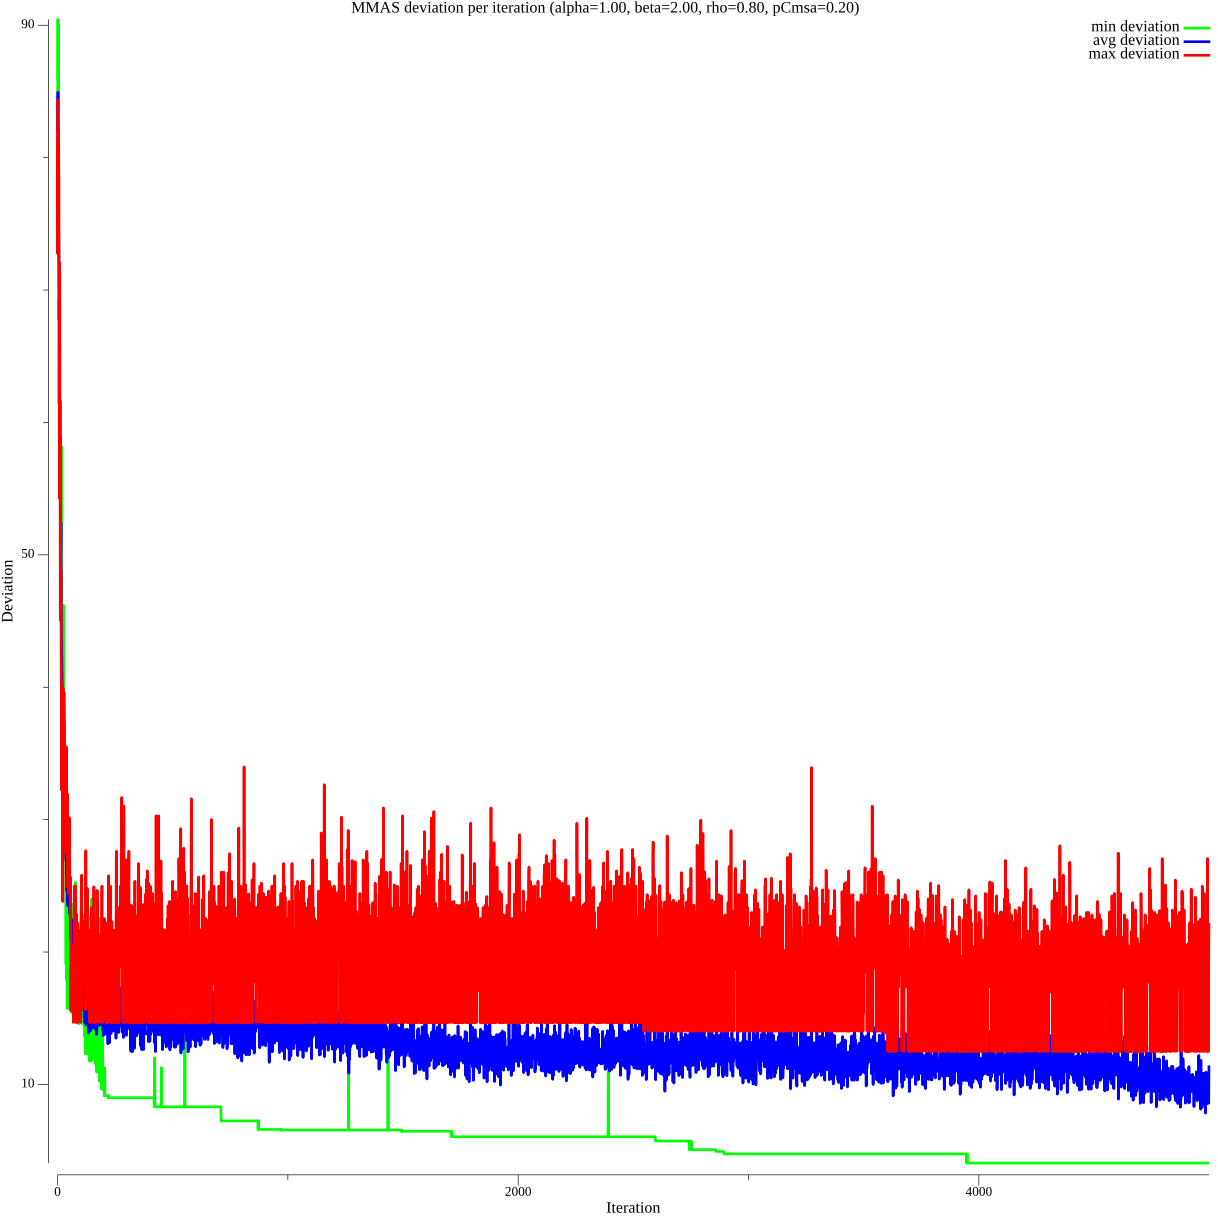 MMAS deviation per iteration (alpha=1.00, beta=2.00, rho=0.80, pCmsa=0.20)
min deviation
avg deviation
max deviation
90
50
10
Deviation
0 2000 4000
Iteration